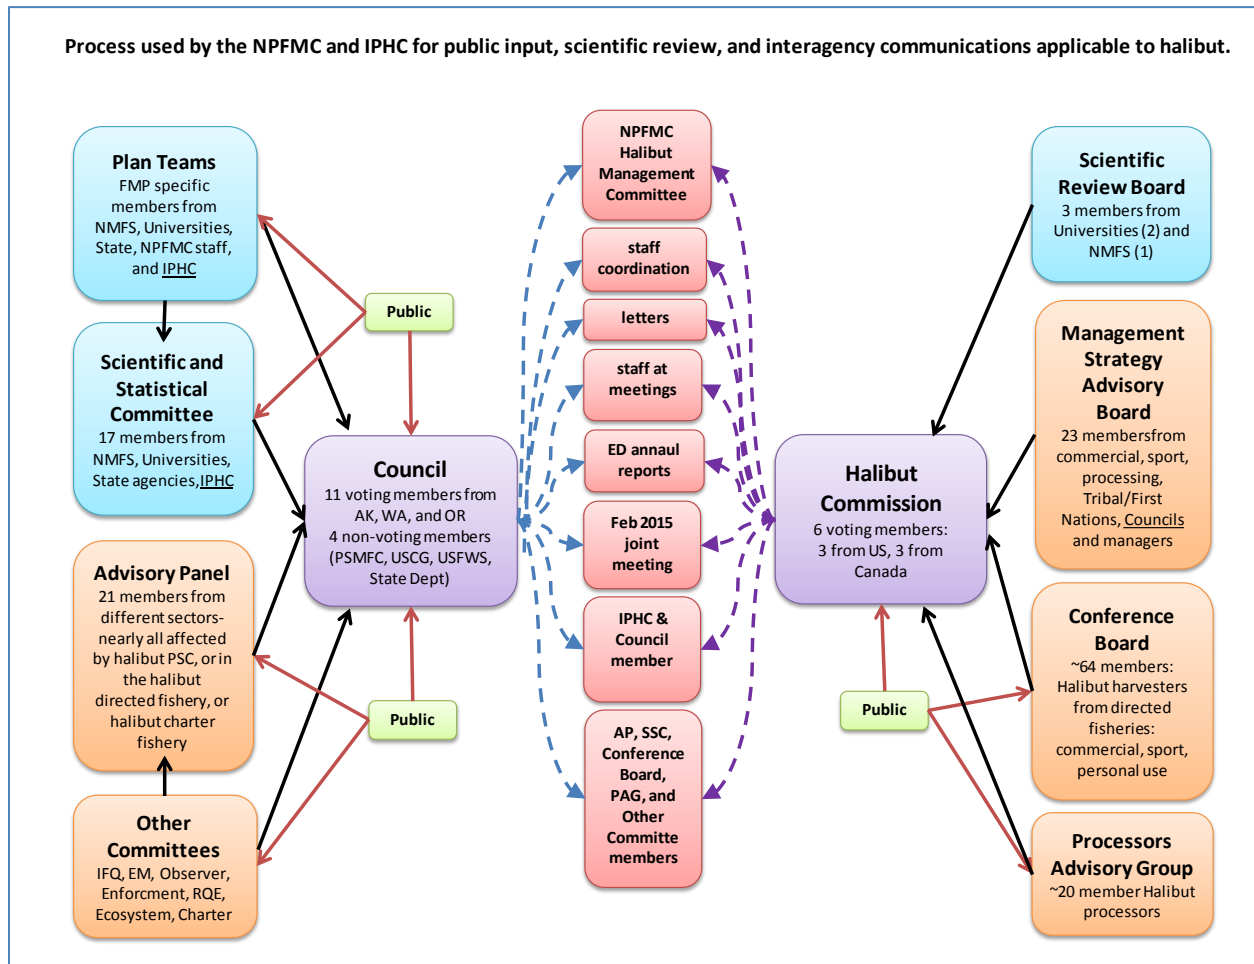 Process used by the NPFMC and IPHC for public input, scientific review, and interagency communications applicable to halibut.
Plan Teams
FMP specific
members from
NMFS, Universities,
State, NPFMC staff,
and IPHC
Scientific and
Statistical
Committee
17 members from
NMFS, Universities,
State agencies,IPHC
Advisory Panel
21 members from
different sectors-
nearly all affected
by halibut PSC, or in
the halibut
directed fishery, or
halibut charter
fishery
Other
Committees
IFQ, EM, Observer,
Enforcment, RQE,
Ecosystem, Charter
Public
Council
11 voting members from
AK, WA, and OR
4 non-voting members
(PSMFC, USCG, USFWS,
State Dept)
Public
NPFMC
Halibut
Management
Committee
staff
coordination
letters
staff at
meetings
ED annaul
reports
Feb 2015
joint
meeting
IPHC &
Council
member
AP, SSC,
Conference
Board,
PAG, and
Other
Committe
members
Halibut
Commission
6 voting members:
3 from US, 3 from
Canada
Public
Scientific
Review Board
3 members from
Universities (2) and
NMFS (1)
Management
Strategy
Advisory
Board
23 membersfrom
commercial, sport,
processing,
Tribal/First
Nations, Councils
and managers
Conference
Board
~64 members:
Halibut harvesters
from directed
fisheries:
commercial, sport,
personal use
Processors
Advisory Group
~20 member Halibut
processors